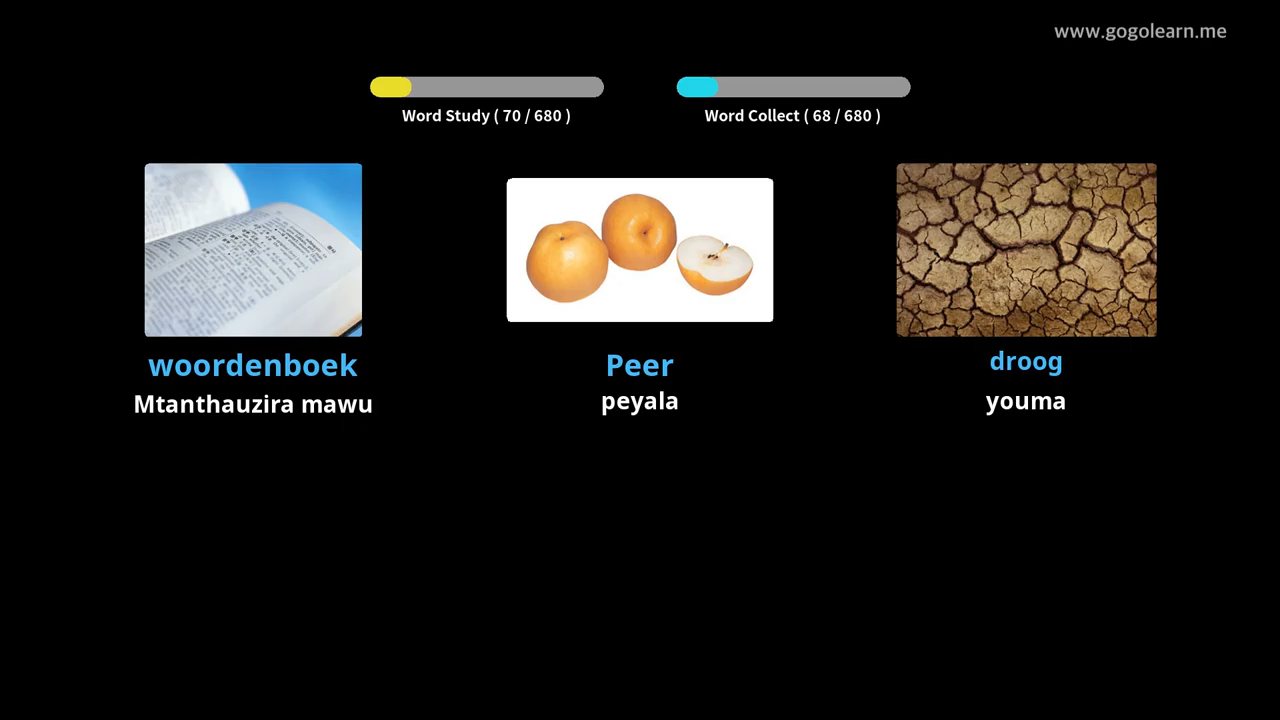 www.gogolearn.me
Word Study ( 70 / 680 )
Word Collect ( 68 / 680 )
woordenboek
Mtanthauzira mawu
Peer
peyala
droog
youma